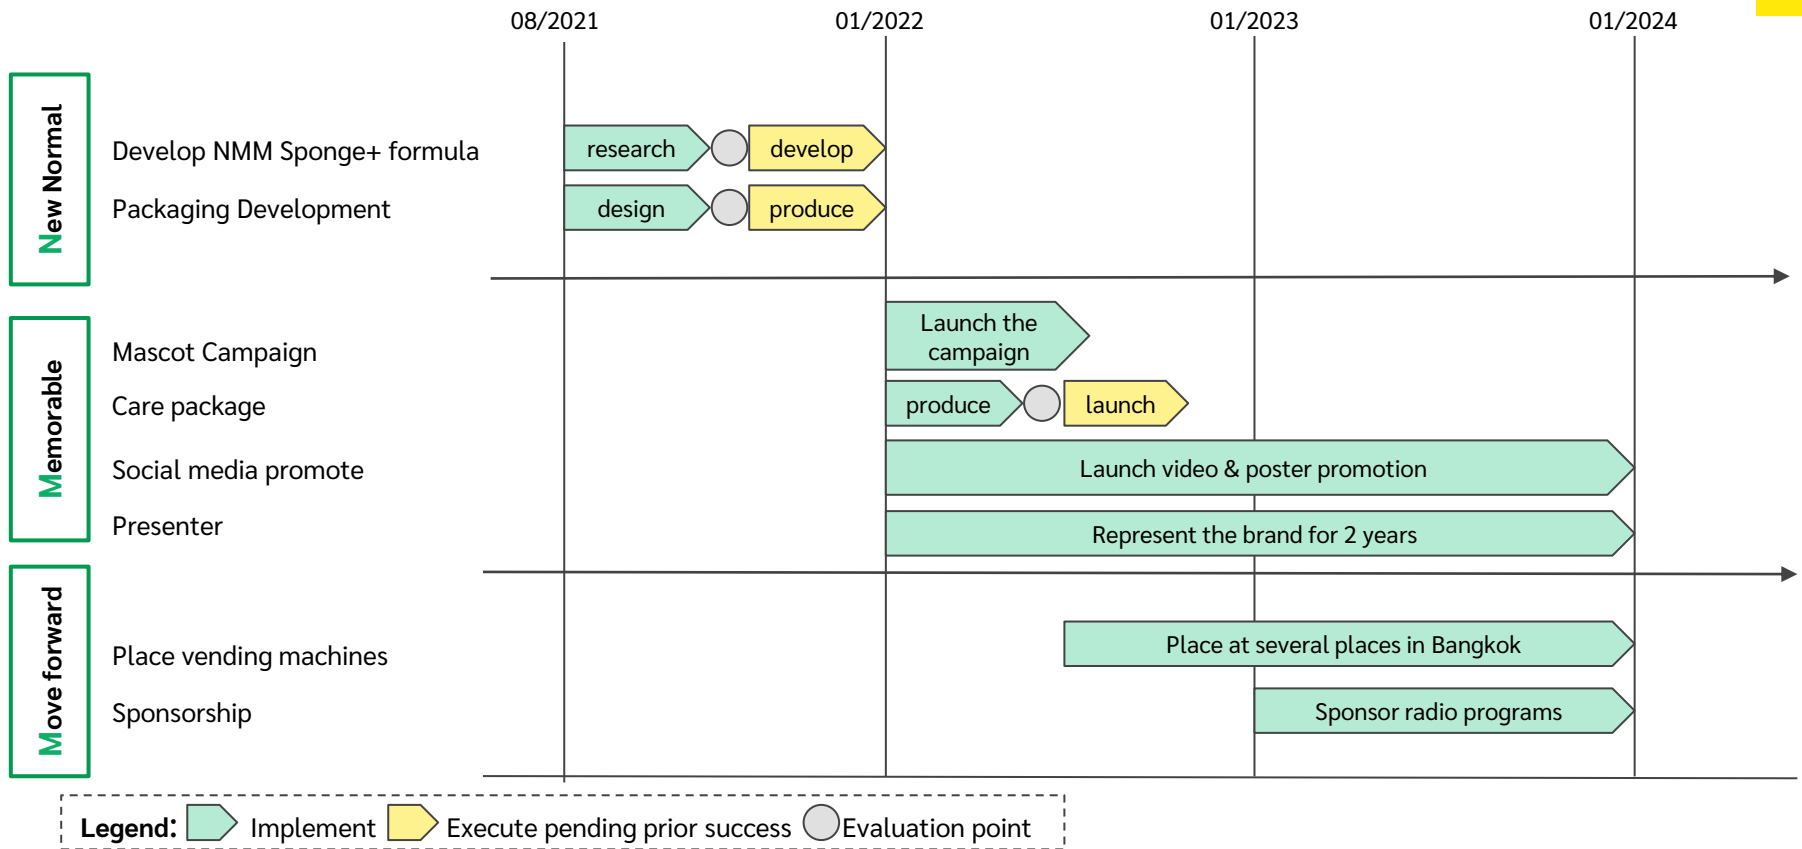 08/2021 01/2022 01/2023 01/2024
New Normal
Develop NMM Sponge+ formula
research
develop
Packaging Development
design
produce
Memorable
Mascot Campaign
Launch the
campaign
Care package
produce
launch
Social media promote
Launch video & poster promotion
Presenter
Represent the brand for 2 years
Move forward
Place vending machines
Place at several places in Bangkok
Sponsorship
Sponsor radio programs
Legend: Implement Execute pending prior success Evaluation point